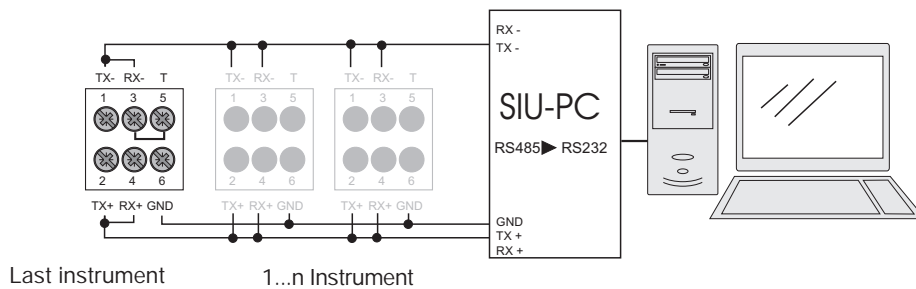 RX -
TX -
TX- RX- T
TX- RX- T
TX- RX- T
1 3 5
1 3 5
1 3 5
SIU-PC
RS485 ▶ RS232
2 4 6
2 4 6
2 4 6
TX+ RX+ GND
TX+ RX+ GND
TX+ RX+ GND
GND
TX +
RX +
Last instrument
1...n Instrument